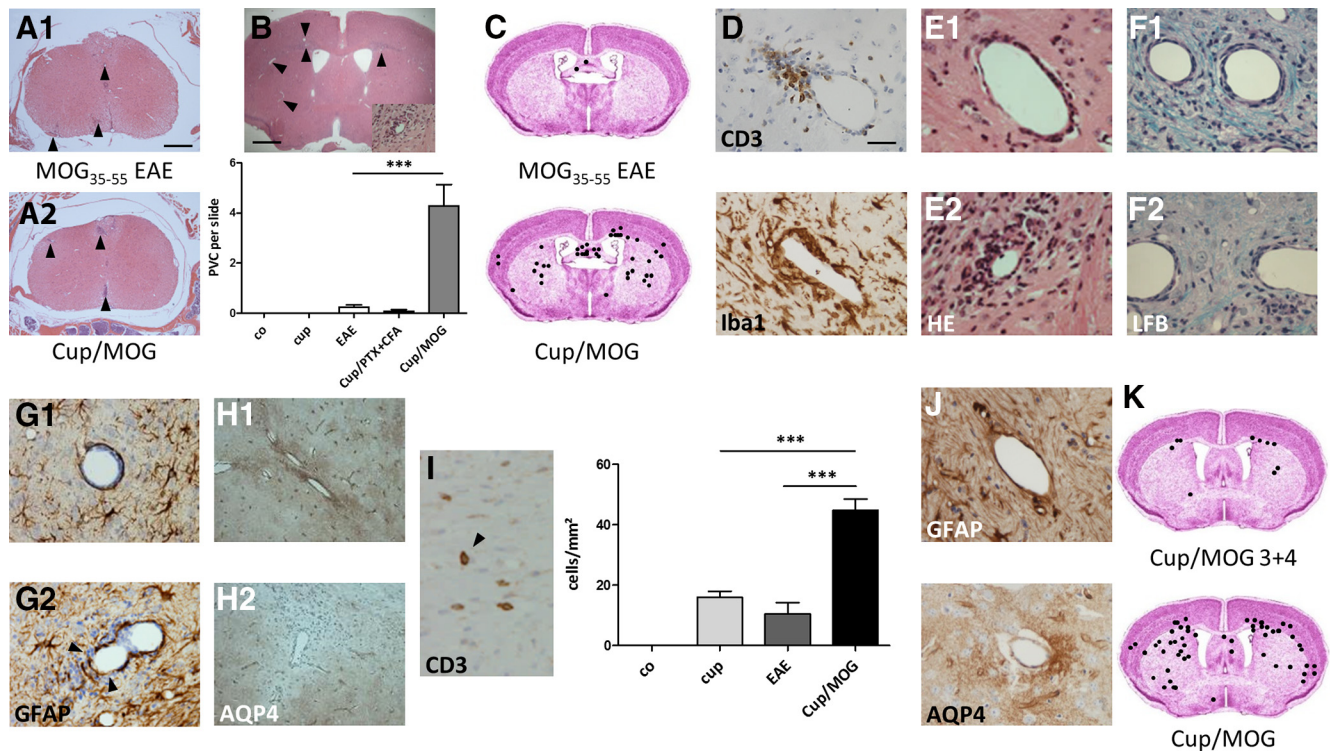 A1
MOG35-55 EAE
A2
Cup/MOG
B
***
PVC per slide
6
4
2
0
co
cup
EAE
Cup/PTX+CFA
Cup/MOG
C
MOG35-55 EAE
Cup/MOG
D
CD3
Iba1
E1
E2
HE
F1
F2
LFB
G1
G2
GFAP
H1
H2
AQP4
I
CD3
***
***
cells/mm²
60
40
20
0
co
cup
EAE
Cup/MOG
J
GFAP
AQP4
K
Cup/MOG 3+4
Cup/MOG